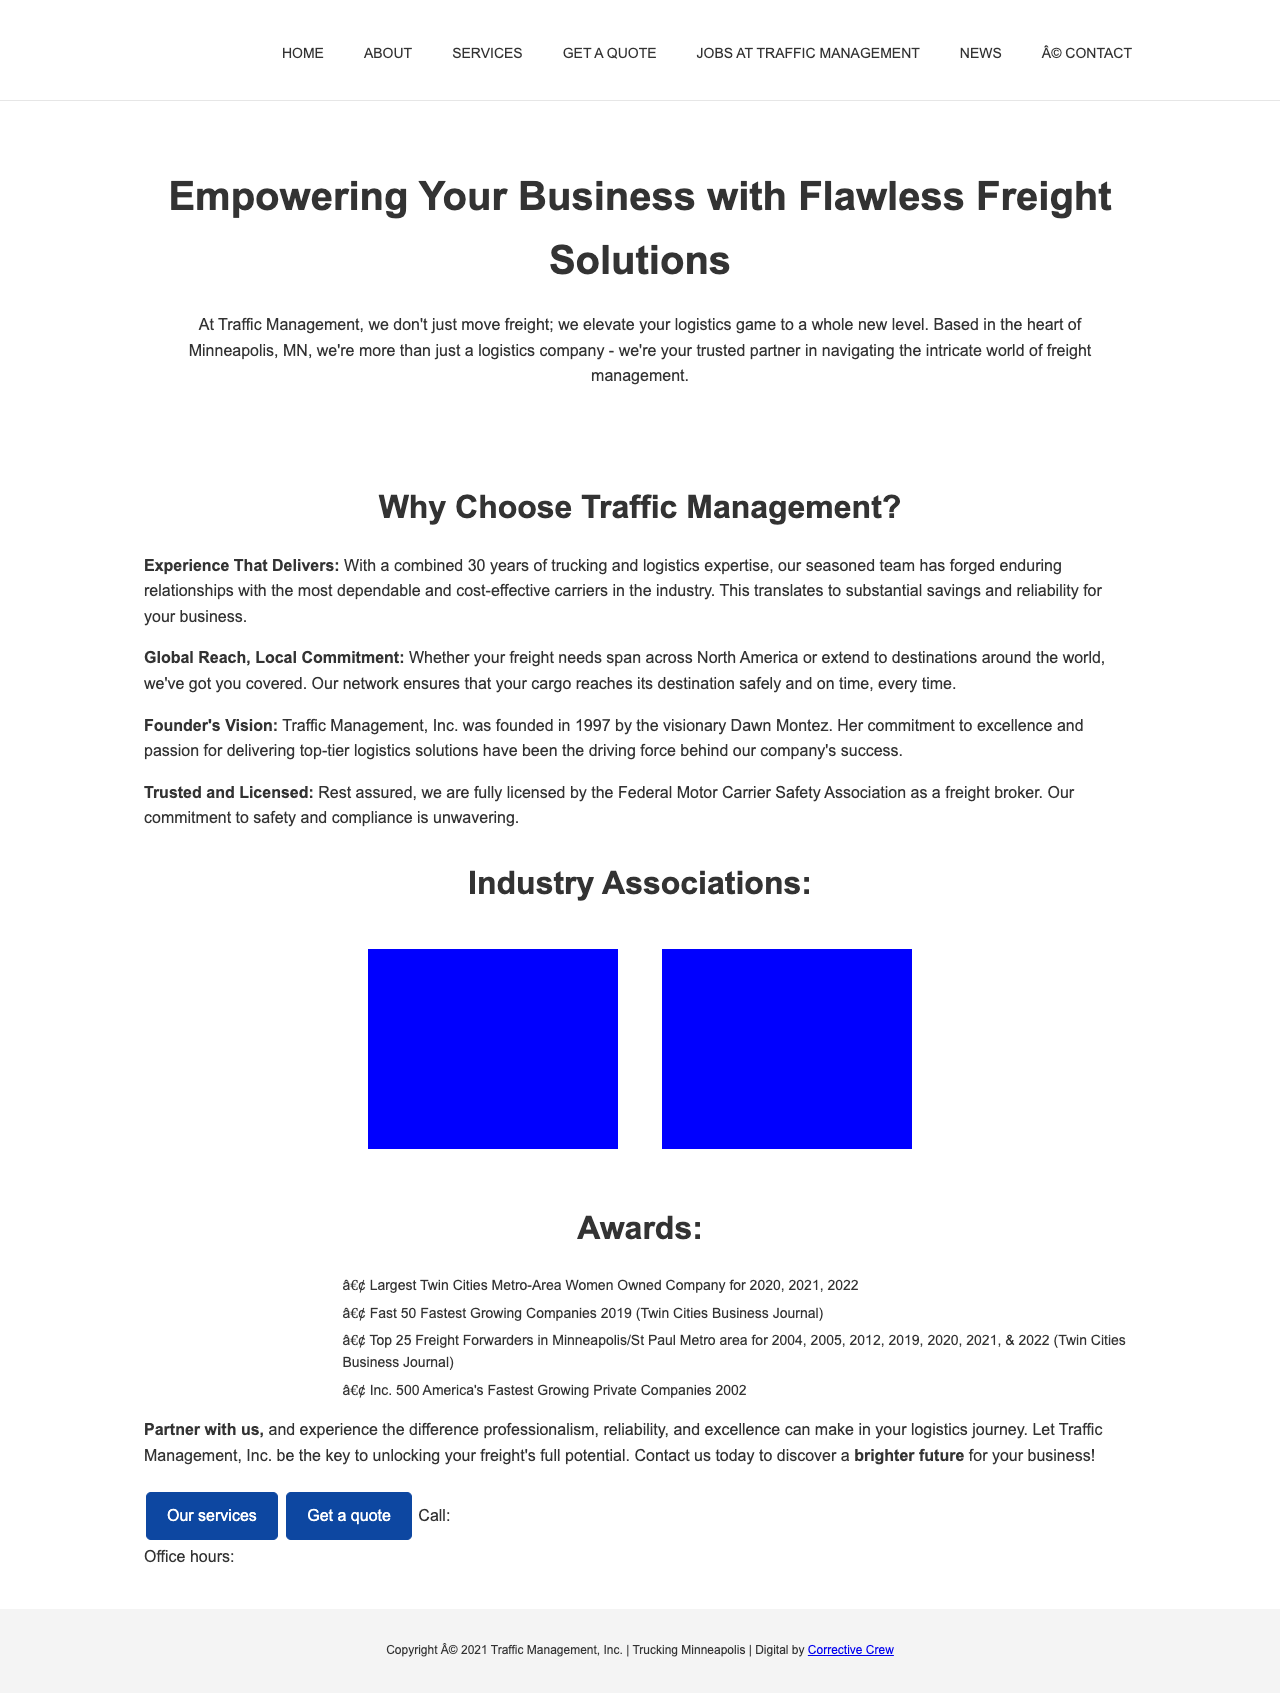 HOME ABOUT SERVICES GET A QUOTE JOBS AT TRAFFIC MANAGEMENT NEWS Â© CONTACT
Empowering Your Business with Flawless Freight
Solutions
At Traffic Management, we don't just move freight; we elevate your logistics game to a whole new level. Based in the heart of
Minneapolis, MN, we're more than just a logistics company - we're your trusted partner in navigating the intricate world of freight
management.
Why Choose Traffic Management?
Experience That Delivers: With a combined 30 years of trucking and logistics expertise, our seasoned team has forged enduring
relationships with the most dependable and cost-effective carriers in the industry. This translates to substantial savings and reliability for
your business.
Global Reach, Local Commitment: Whether your freight needs span across North America or extend to destinations around the world,
we've got you covered. Our network ensures that your cargo reaches its destination safely and on time, every time.
Founder's Vision: Traffic Management, Inc. was founded in 1997 by the visionary Dawn Montez. Her commitment to excellence and
passion for delivering top-tier logistics solutions have been the driving force behind our company's success.
Trusted and Licensed: Rest assured, we are fully licensed by the Federal Motor Carrier Safety Association as a freight broker. Our
commitment to safety and compliance is unwavering.
Industry Associations:
Awards:
â€¢ Largest Twin Cities Metro-Area Women Owned Company for 2020, 2021, 2022
â€¢ Fast 50 Fastest Growing Companies 2019 (Twin Cities Business Journal)
â€¢ Top 25 Freight Forwarders in Minneapolis/St Paul Metro area for 2004, 2005, 2012, 2019, 2020, 2021, & 2022 (Twin Cities
Business Journal)
â€¢ Inc. 500 America's Fastest Growing Private Companies 2002
Partner with us, and experience the difference professionalism, reliability, and excellence can make in your logistics journey. Let Traffic
Management, Inc. be the key to unlocking your freight's full potential. Contact us today to discover a brighter future for your business!
Our services Get a quote Call:
Office hours:
Copyright Â© 2021 Traffic Management, Inc. | Trucking Minneapolis | Digital by Corrective Crew